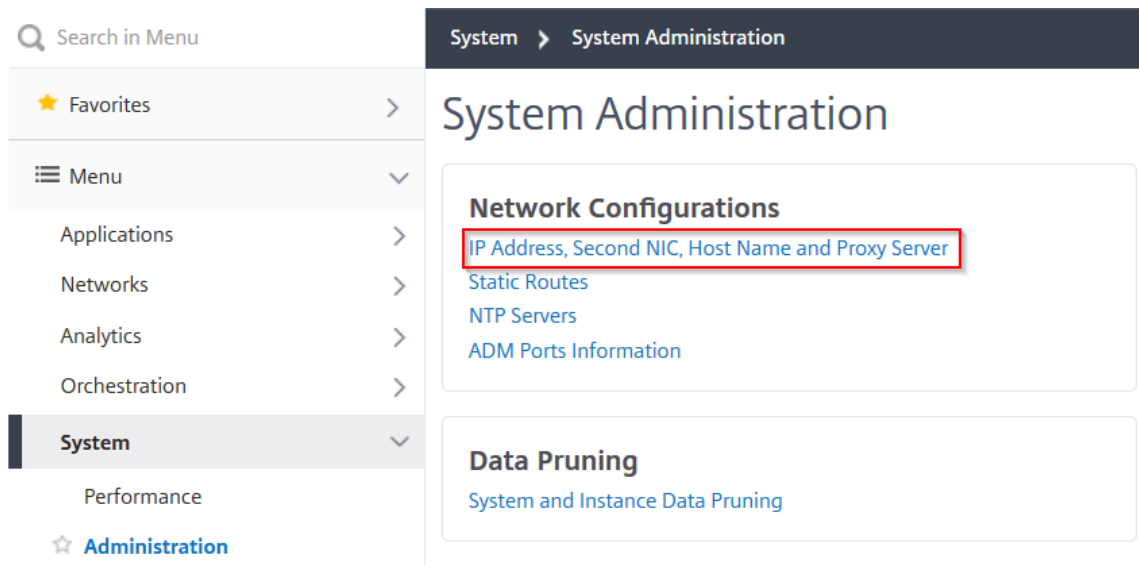 Search in Menu
Favorites
Menu
Applications
Networks
Analytics
Orchestration
System
Performance
Administration
System > System Administration
System Administration
Network Configurations
IP Address, Second NIC, Host Name and Proxy Server
Static Routes
NTP Servers
ADM Ports Information
Data Pruning
System and Instance Data Pruning